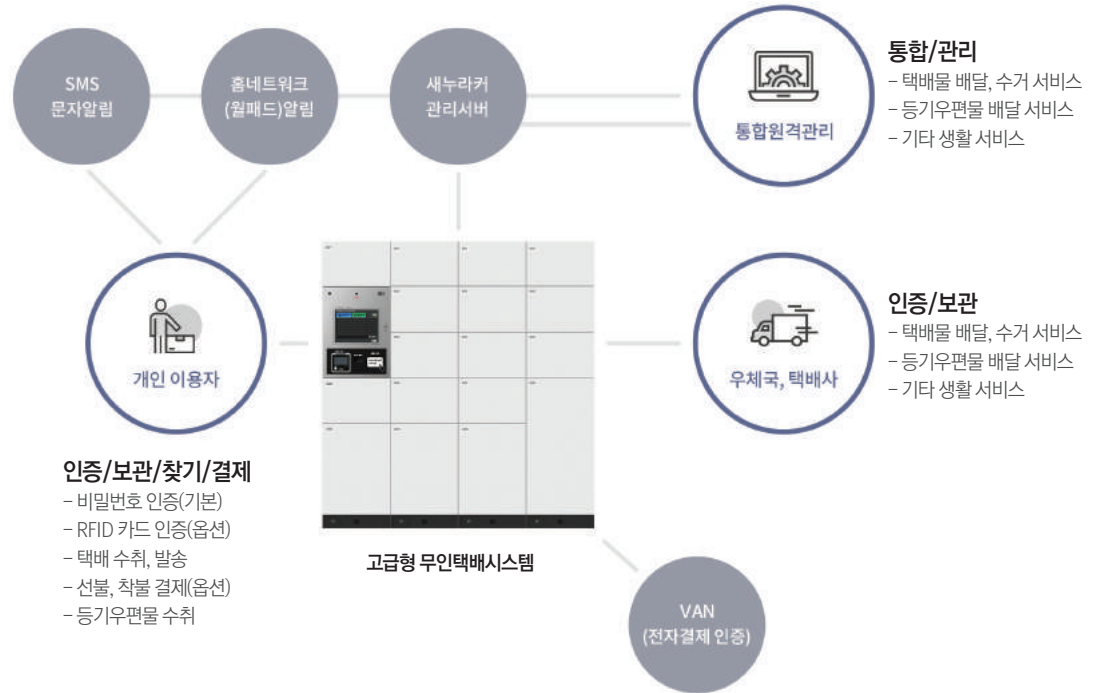 SMS
문자알림
홈네트워크
(월패드)알림
새누라커
관리서버
통합원격관리
통합/관리
- 택배물 배달, 수거 서비스
- 등기우편물 배달 서비스
- 기타 생활 서비스
개인 이용자
우체국, 택배사
인증/보관
- 택배물 배달, 수거 서비스
- 등기우편물 배달 서비스
- 기타 생활 서비스
인증/보관/찾기/결제
- 비밀번호 인증(기본)
- RFID 카드 인증(옵션)
- 택배 수취, 발송
- 선불, 착불 결제(옵션)
- 등기우편물 수취
고급형 무인택배시스템
VAN
(전자결제 인증)